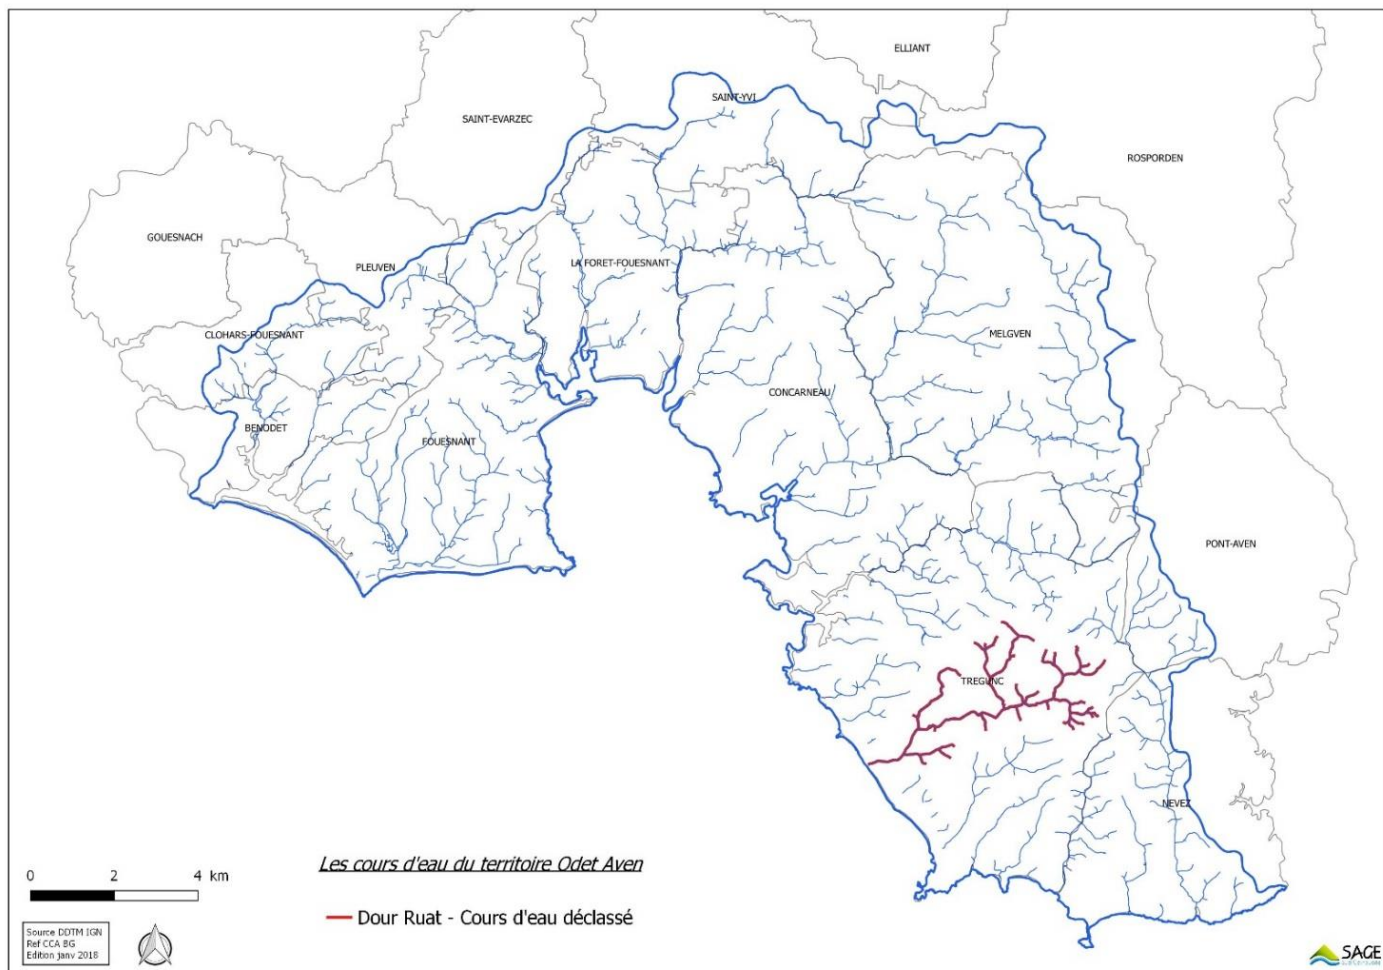 ELLIANT
SAINT-YVI
SAINT-EVARZEC
ROSPORDEN
GOUESNACH
PLEUVEN
LA FORET-FOUESNANT
CLOHARS-FOUESNANT
MELGVEN
CONCARNEAU
BENODET
FOUESNANT
PONT-AVEN
TREGUNC
NEVEZ
0 2 4 km
Les cours d'eau du territoire Odet Aven
Dour Ruat - Cours d'eau déclassé
Source DDTM IGN
Ref CCA BG
Edition janv 2018
SAGE